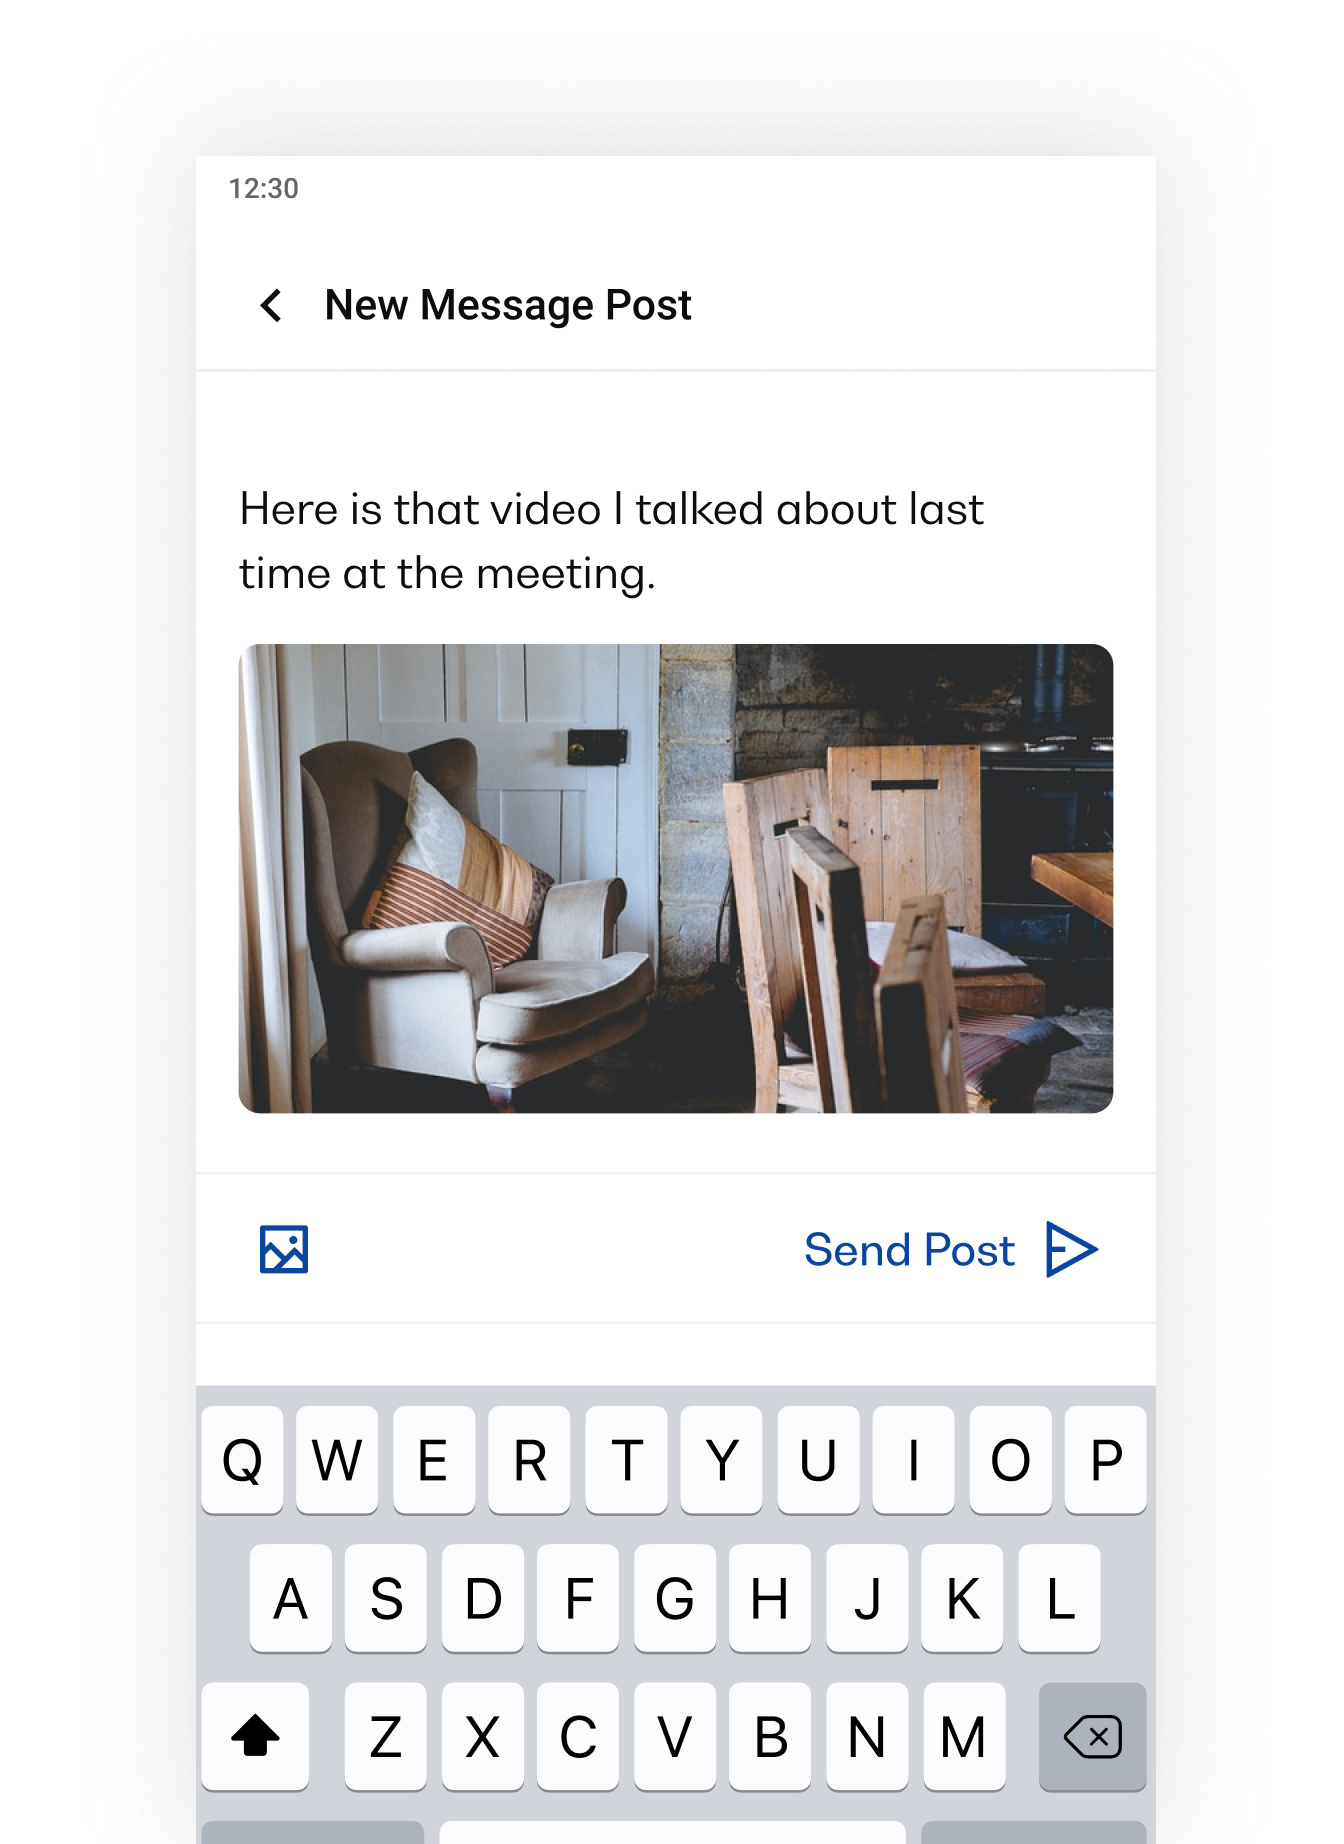 12:30
New Message Post
Here is that video I talked about last
time at the meeting.
Send Post
Q W E R T Y U I O P
A S D F G H J K L
Z X C V B N M